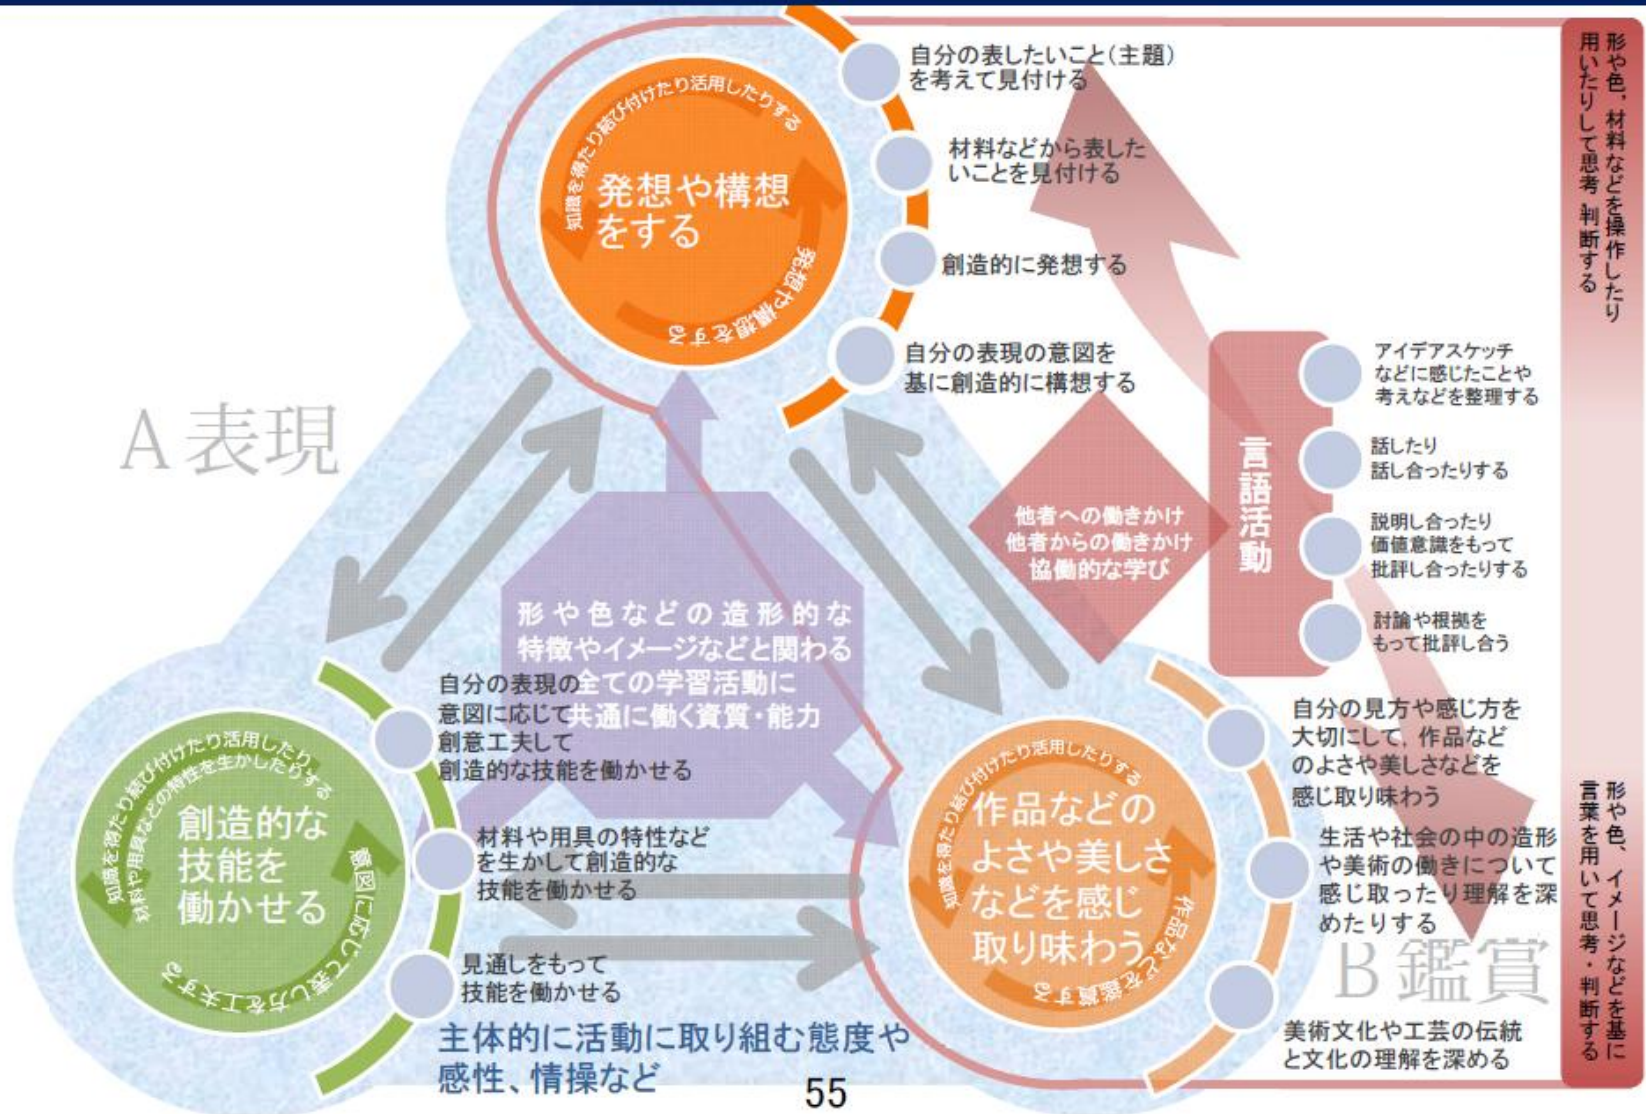 知識を得たり結び付けたり活用したりする
発想や構想
をする
発想や構想をする
自分の表したいこと(主題)
を考えて見付ける
材料などから表した
いことを見付ける
創造的に発想する
自分の表現の意図を
基に創造的に構想する
形や色，材料などを操作したり
用いたりして思考・判断する
A 表現
アイデアスケッチ
などに感じたことや
考えなどを整理する
話したり
話し合ったりする
説明し合ったり
価値意識をもって
批評し合ったりする
討論や根拠を
もって批評し合う
言語活動
他者への働きかけ
他者からの働きかけ
協働的な学び
形や色などの造形的な
特徴やイメージなどと関わる
全ての学習活動に
共通に働く資質・能力
知識を得たり結び付けたり活用したり，
材料や用具などの特性を生かしたりする
創造的な
技能を
働かせる
意図に応じて表し方を工夫する
自分の表現の
意図に応じて
創意工夫して
創造的な技能を働かせる
材料や用具の特性など
を生かして創造的な
技能を働かせる
見通しをもって
技能を働かせる
知識を得たり結び付けたり活用したりする
作品などの
よさや美しさ
などを感じ
取り味わう
作品などを鑑賞する
自分の見方や感じ方を
大切にして，作品など
のよさや美しさなどを
感じ取り味わう
生活や社会の中の造形
や美術の働きについて
感じ取ったり理解を深
めたりする
B 鑑賞
美術文化や工芸の伝統
と文化の理解を深める
形や色、イメージなどを基に
言葉を用いて思考・判断する
主体的に活動に取り組む態度や
感性、情操など
55